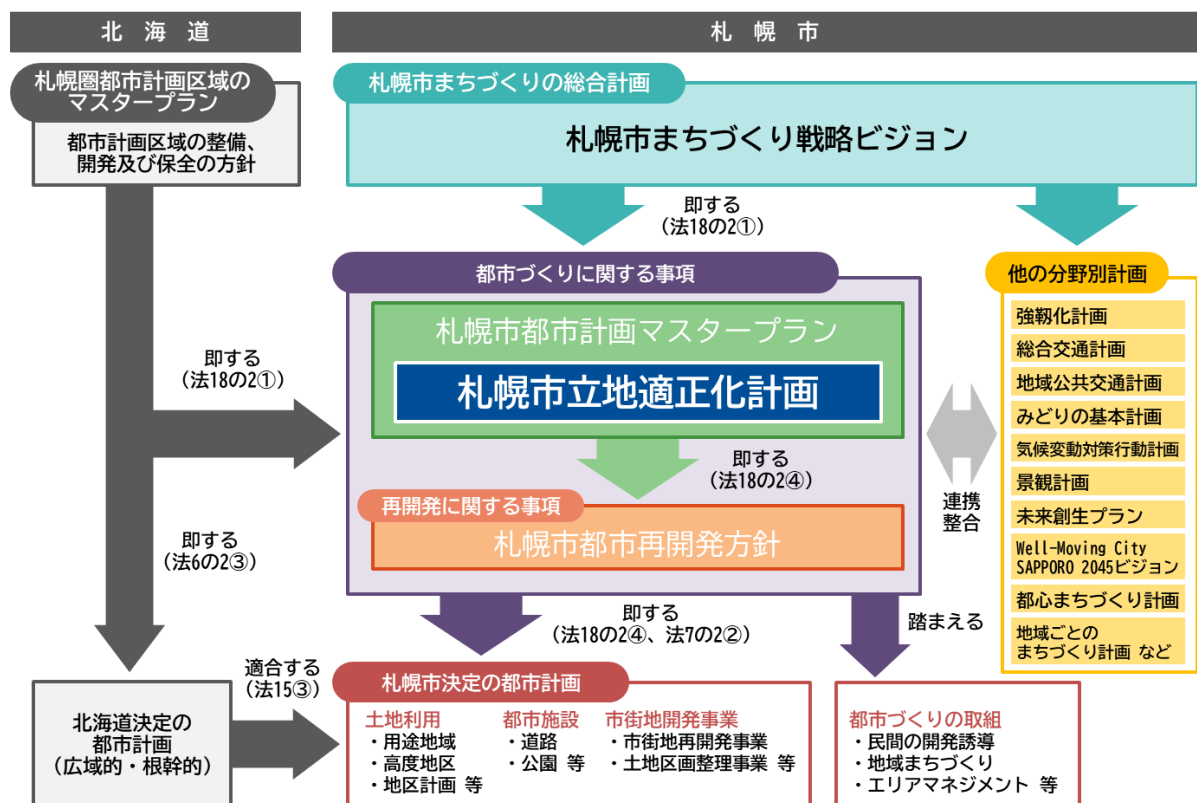 北海道
札幌市
札幌圏都市計画区域の
マスタープラン
都市計画区域の整備、
開発及び保全の方針
札幌市まちづくりの総合計画
札幌市まちづくり戦略ビジョン
即する
（法18の2①）
即する
（法18の2①）
即する
（法6の2③）
都市づくりに関する事項
札幌市都市計画マスタープラン
札幌市立地適正化計画
即する
（法18の2④）
再開発に関する事項
札幌市都市再開発方針
連携
整合
他の分野別計画
強靱化計画
総合交通計画
地域公共交通計画
みどりの基本計画
気候変動対策行動計画
景観計画
未来創生プラン
Well-Moving City
SAPPORO 2045ビジョン
都心まちづくり計画
地域ごとの
まちづくり計画 など
即する
（法18の2④、法7の2②）
踏まえる
北海道決定の
都市計画
（広域的・根幹的）
適合する
（法15③）
札幌市決定の都市計画
土地利用
・用途地域
・高度地区
・地区計画 等
都市施設
・道路
・公園 等
市街地開発事業
・市街地再開発事業
・土地区画整理事業 等
都市づくりの取組
・民間の開発誘導
・地域まちづくり
・エリアマネジメント 等